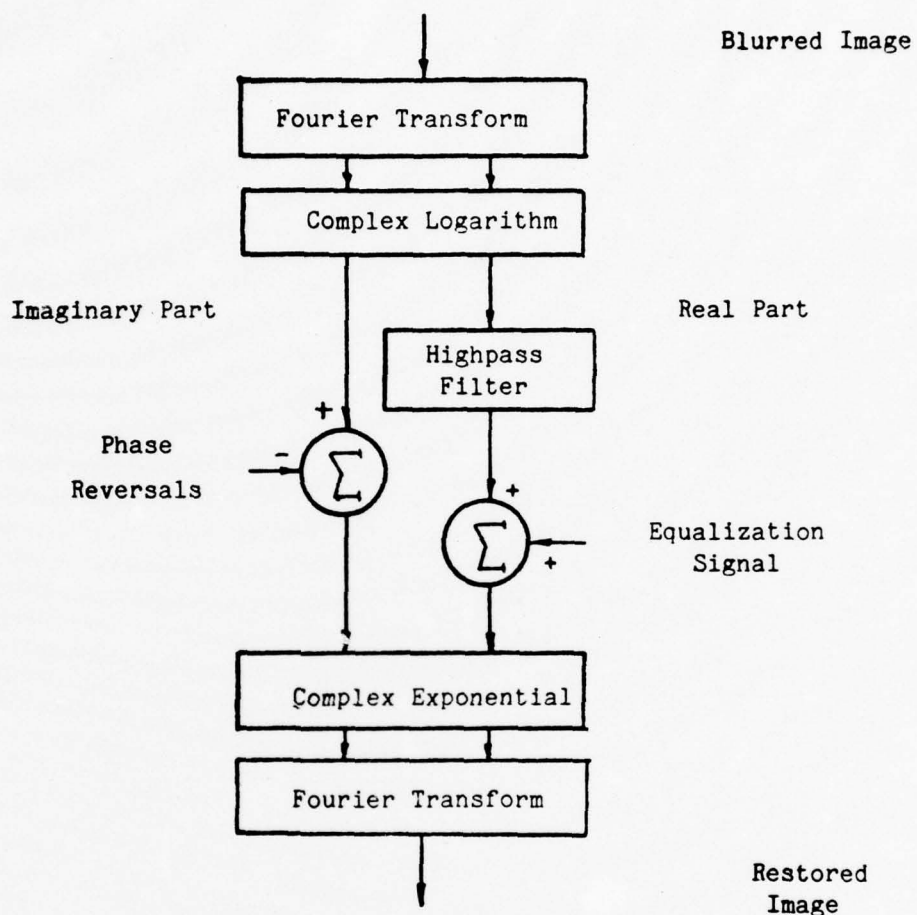 Blurred Image
Fourier Transform
Complex Logarithm
Imaginary Part
Real Part
Highpass
Filter
+
Phase
Reversals
-
Σ
+
Σ
+
Equalization
Signal
Complex Exponential
Fourier Transform
Restored
Image